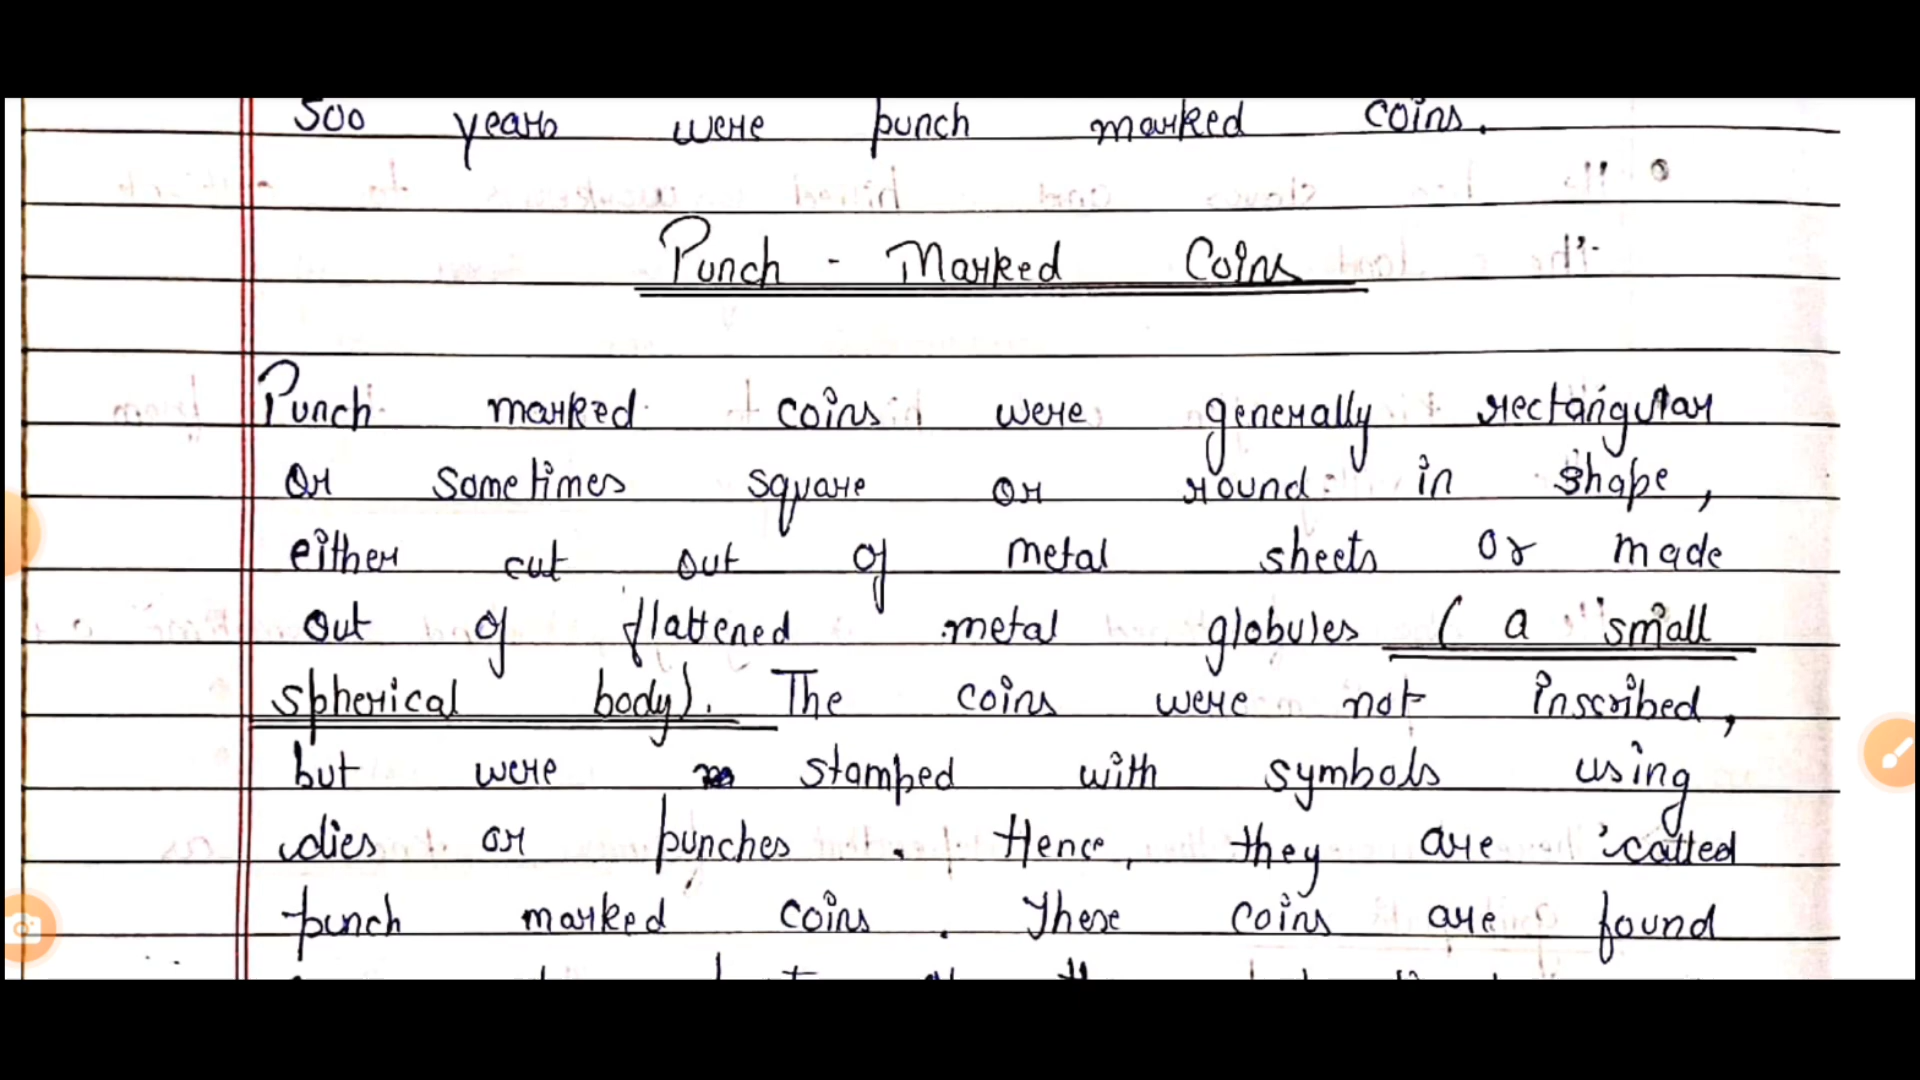 500 years were punch marked coins.
Punch - Marked Coins
Punch marked coins were generally rectangular
or sometimes square or round in shape,
either cut out of metal sheets or made
out of flattened metal globules ( a small
spherical body). The coins were not inscribed,
but were stamped with symbols using
dies or punches. Hence, they are called
punch marked coins. These coins are found